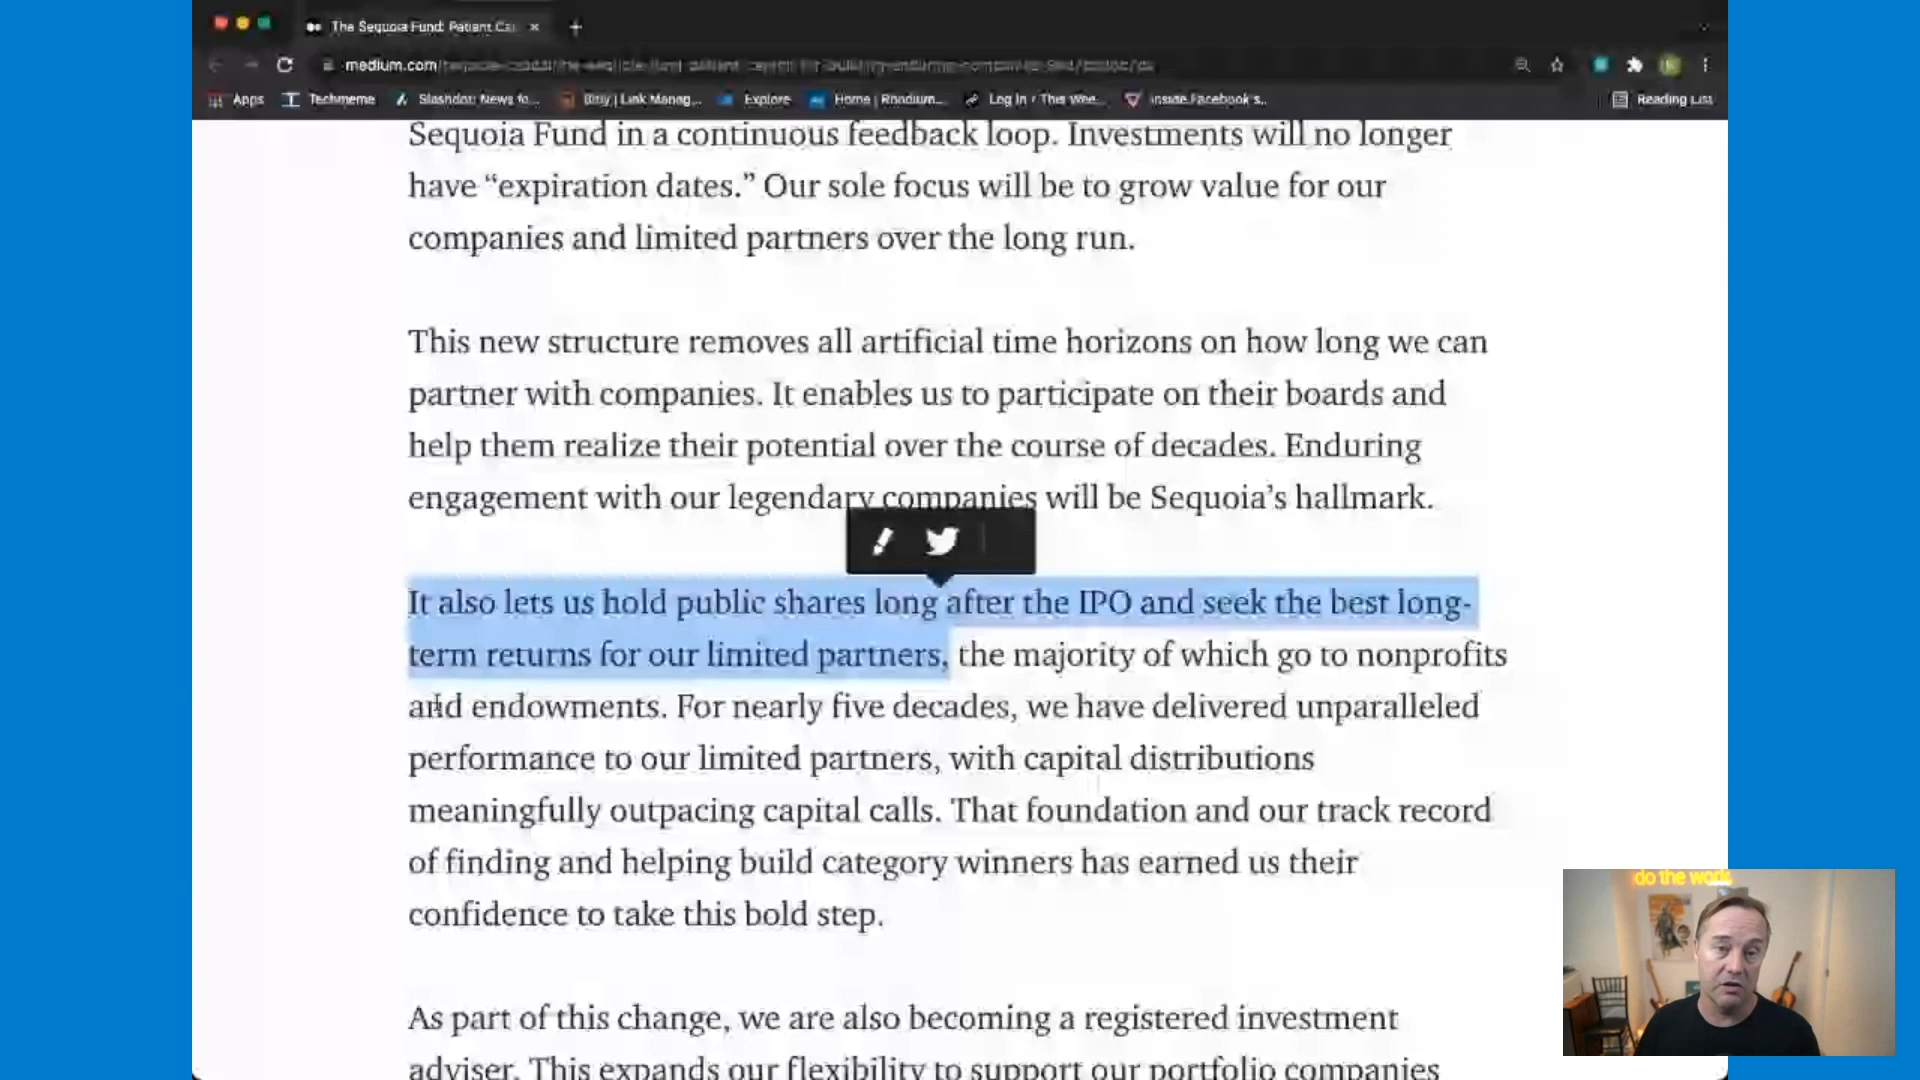 The Sequoia Fund: Patient Ca
medium.com
Apps
Techmeme
Slashdot: News fo...
Bitly | Link Manag...
Explore
Home | Rhodium...
Log In ‹ This Wee...
Inside Facebook's...
Reading List
Sequoia Fund in a continuous feedback loop. Investments will no longer
have “expiration dates.” Our sole focus will be to grow value for our
companies and limited partners over the long run.
This new structure removes all artificial time horizons on how long we can
partner with companies. It enables us to participate on their boards and
help them realize their potential over the course of decades. Enduring
engagement with our legendary companies will be Sequoia’s hallmark.
It also lets us hold public shares long after the IPO and seek the best long-
term returns for our limited partners, the majority of which go to nonprofits
and endowments. For nearly five decades, we have delivered unparalleled
performance to our limited partners, with capital distributions
meaningfully outpacing capital calls. That foundation and our track record
of finding and helping build category winners has earned us their
confidence to take this bold step.
As part of this change, we are also becoming a registered investment
adviser. This expands our flexibility to support our portfolio companies
do the work